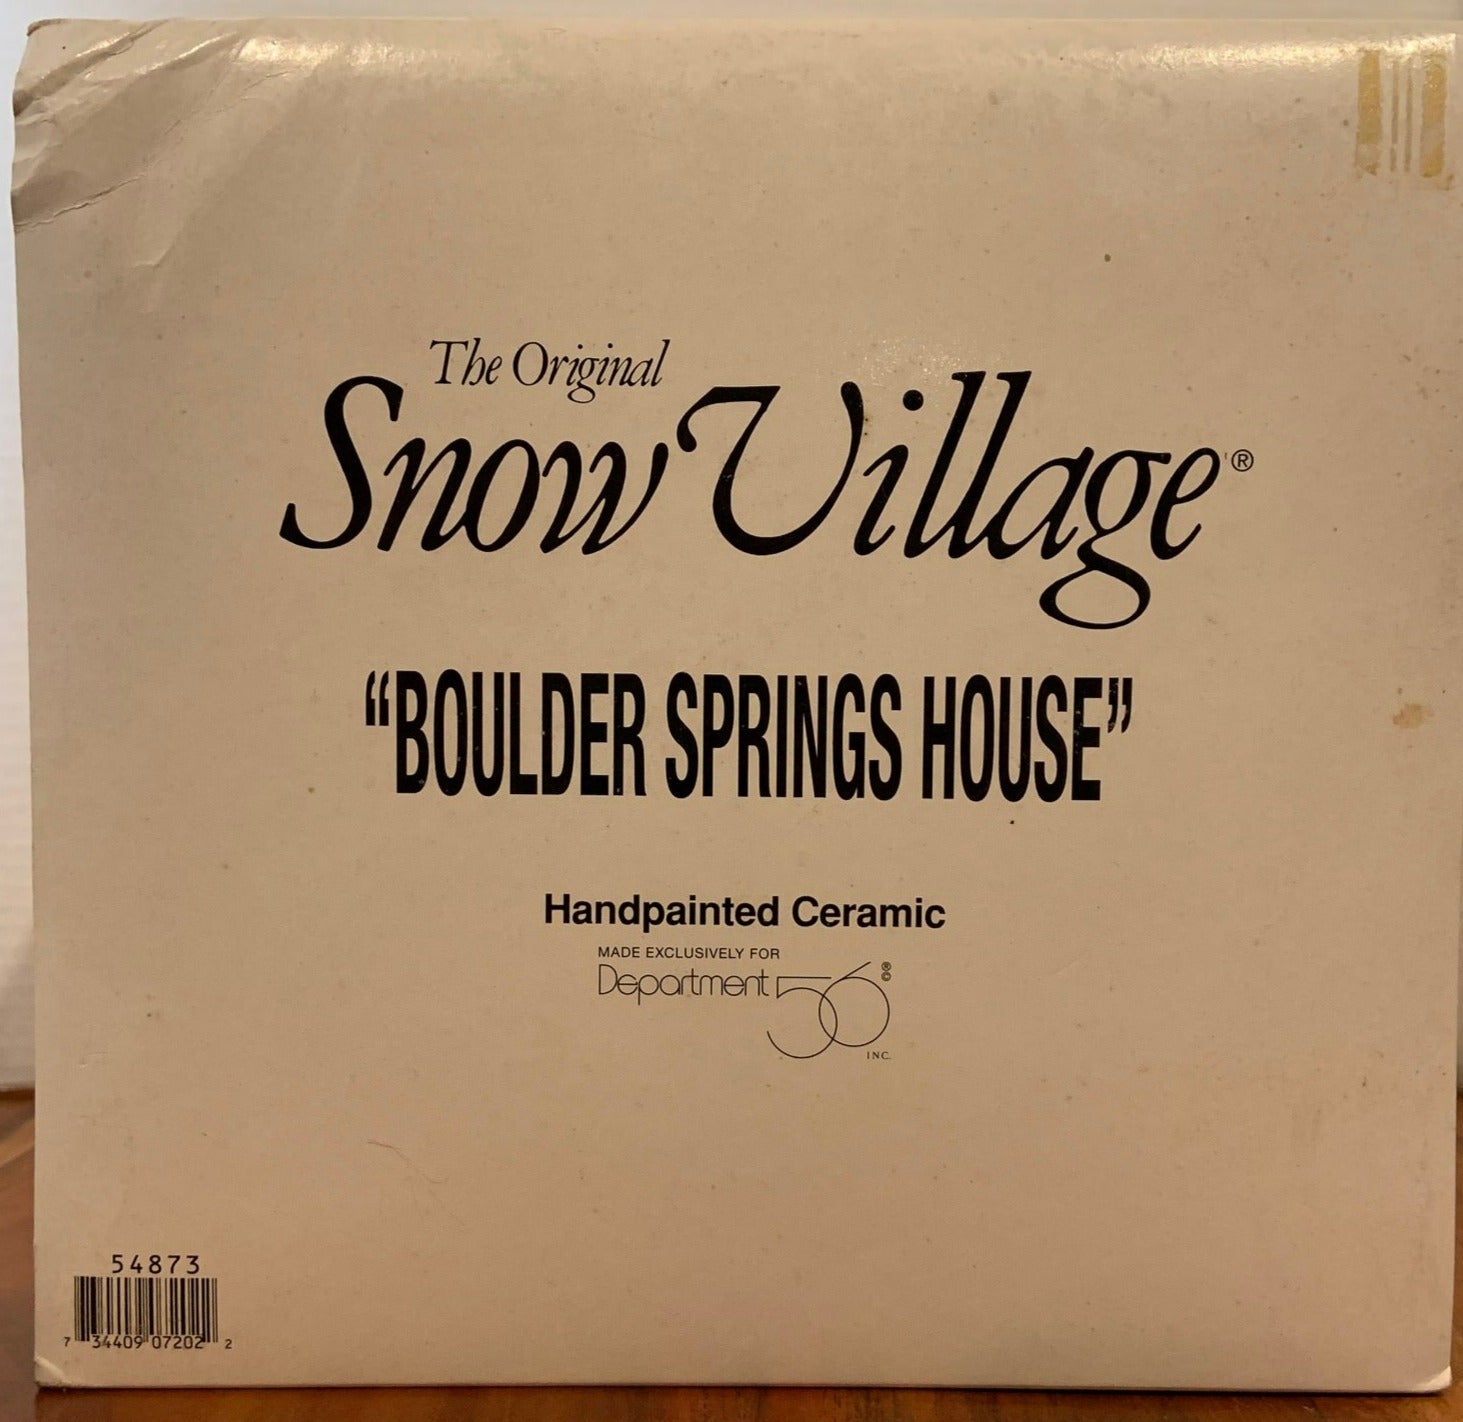 The Original
Snow Village®
“BOULDER SPRINGS HOUSE”
Handpainted Ceramic
MADE EXCLUSIVELY FOR
Department 56 ®©
INC.
54873
7 34409 07202 2